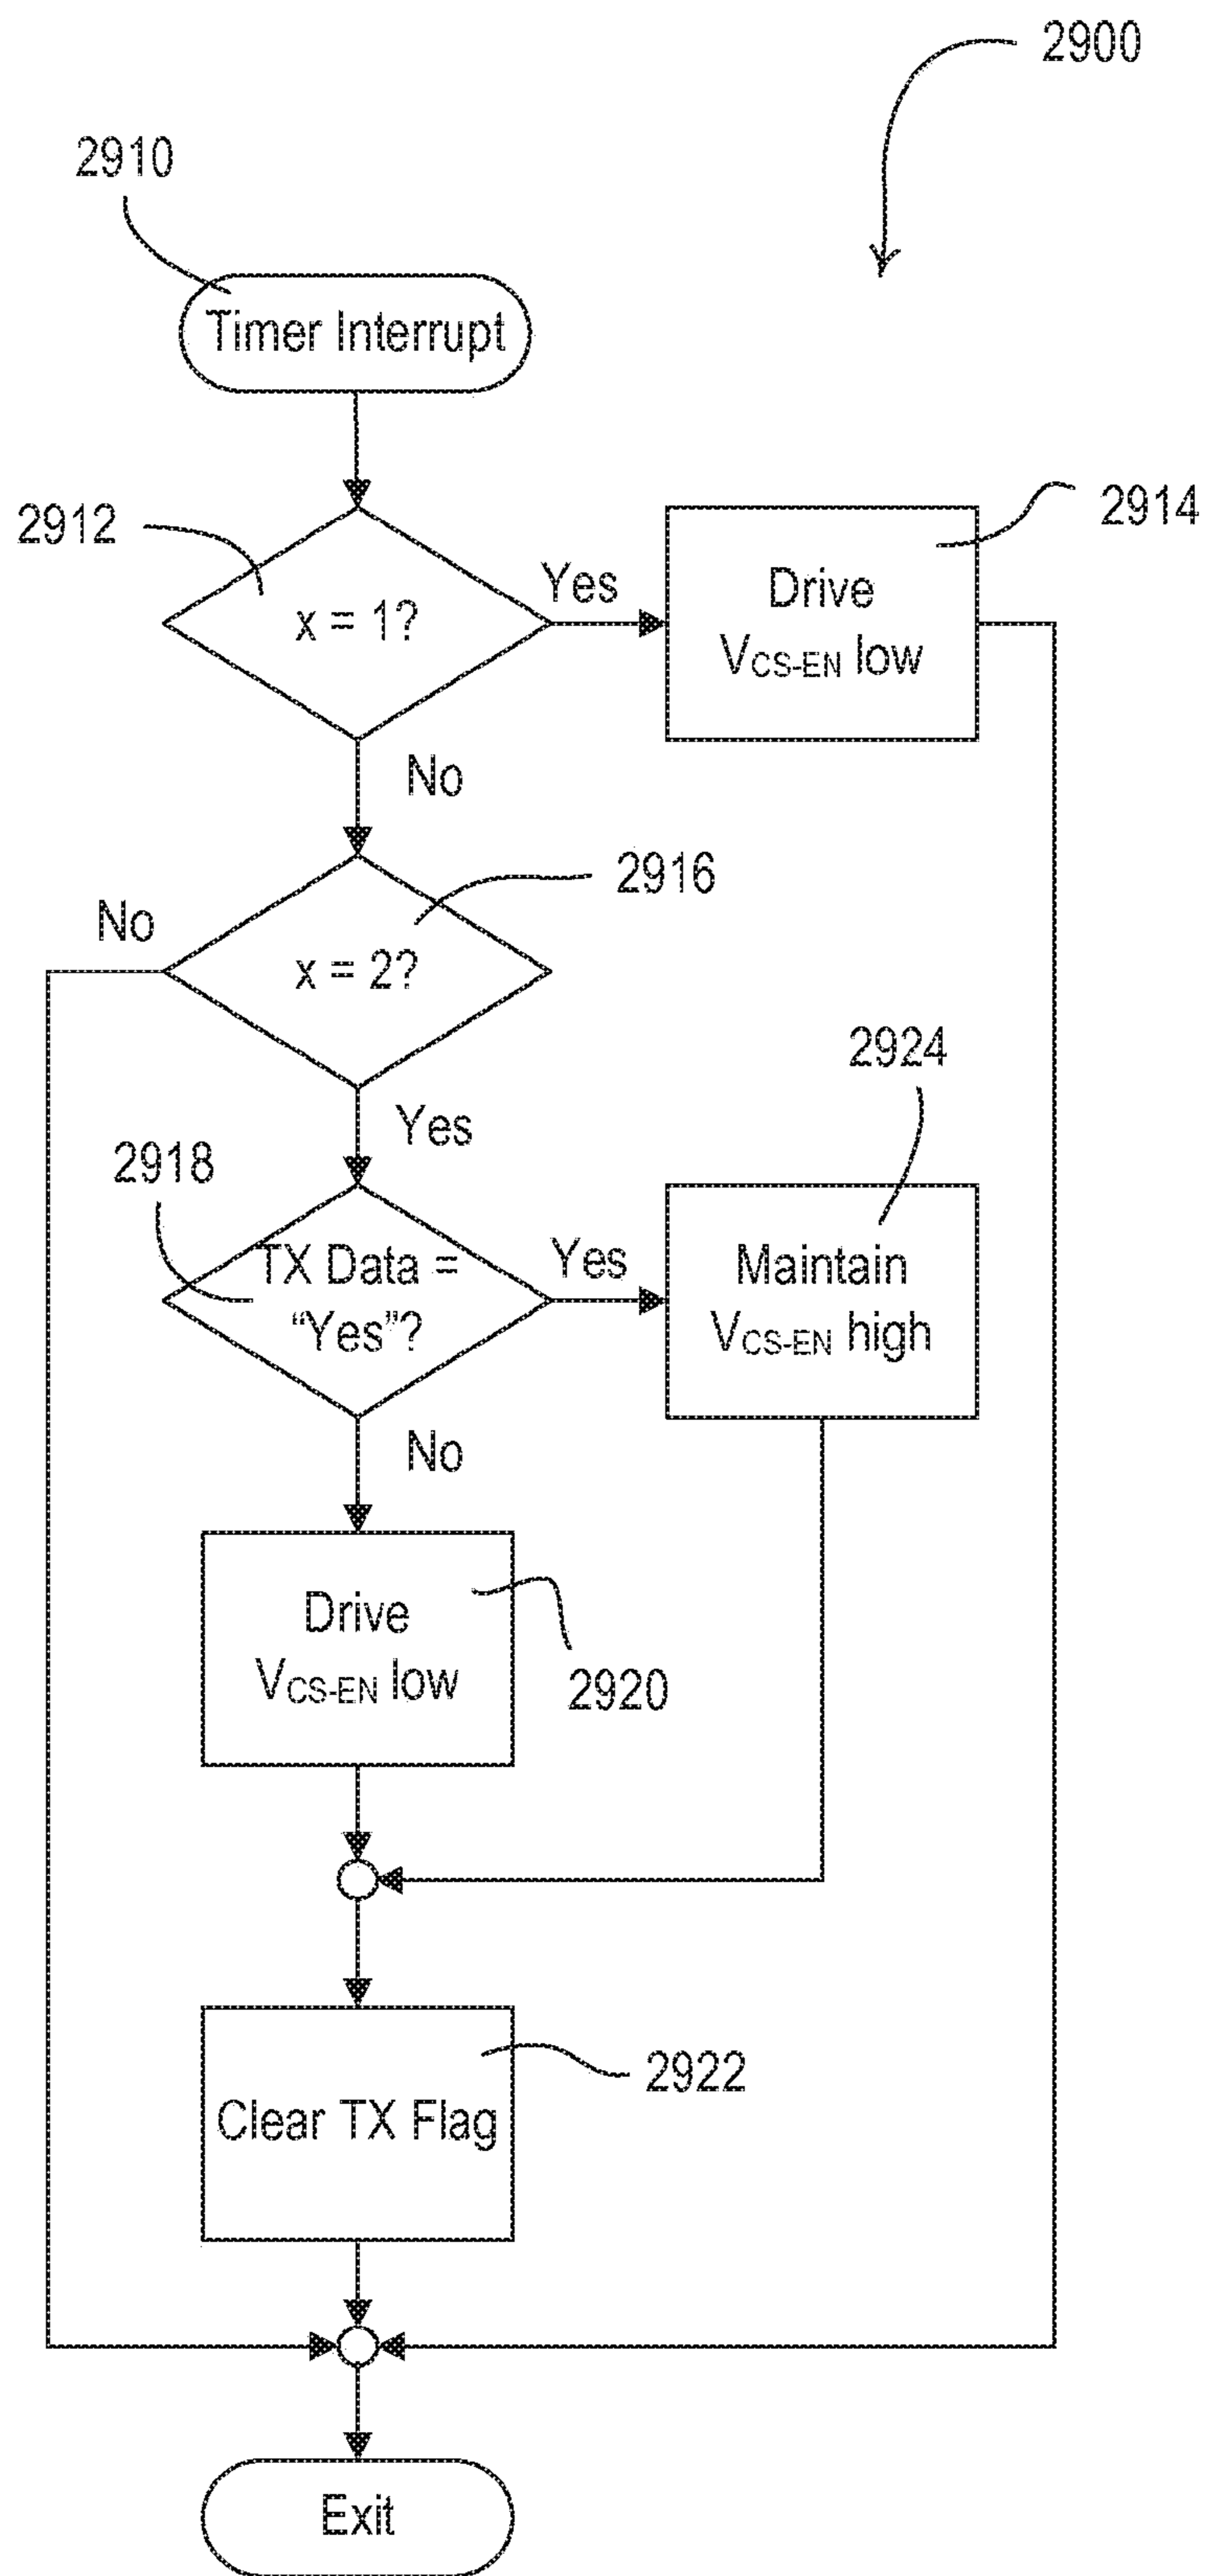 2900
2910
Timer Interrupt
2912
x = 1?
Yes
2914
Drive
VCS-EN low
No
2916
No
x = 2?
2924
Yes
2918
TX Data =
“Yes”?
Yes
Maintain
VCS-EN high
No
Drive
VCS-EN low
2920
2922
Clear TX Flag
Exit